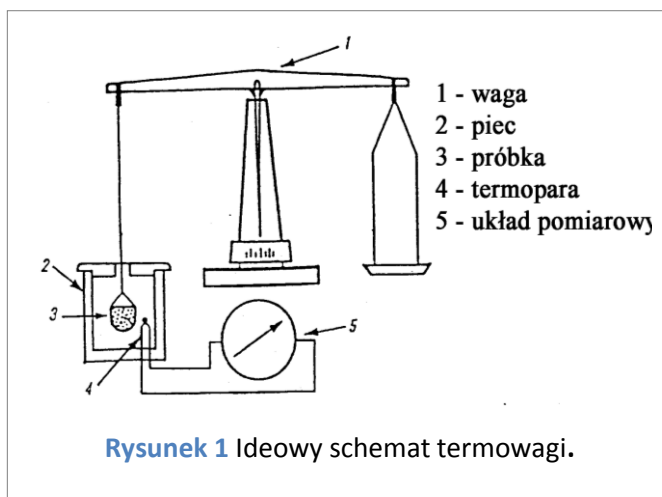 1
1 - waga
2 - piec
3 - próbka
4 - termopara
5 - układ pomiarowy
2
3
4
5
Rysunek 1 Ideowy schemat termowagi.